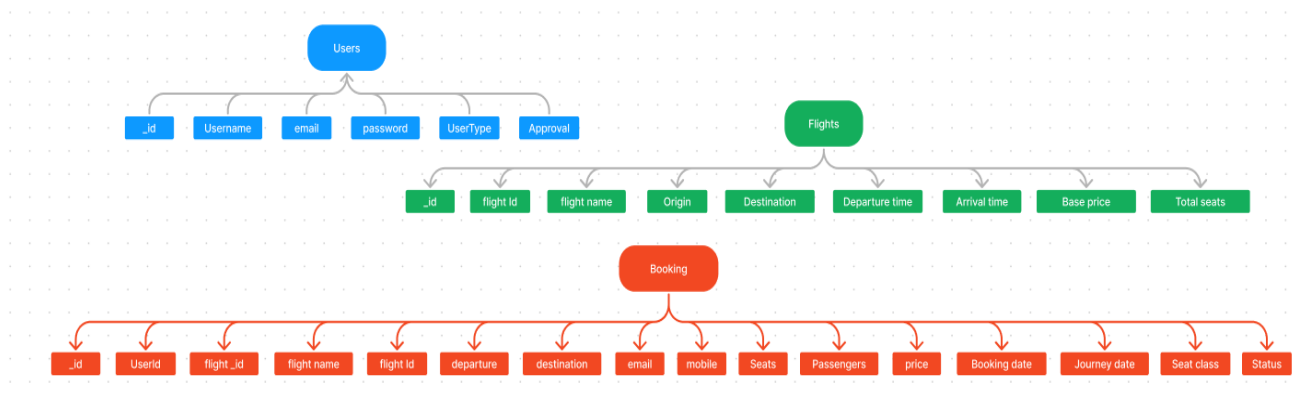 Users
_id Username email password UserType Approval
Flights
_id flight Id flight name Origin Destination Departure time Arrival time Base price Total seats
Booking
_id UserId flight_id flight name flight Id departure destination email mobile Seats Passengers price Booking date Journey date Seat class Status